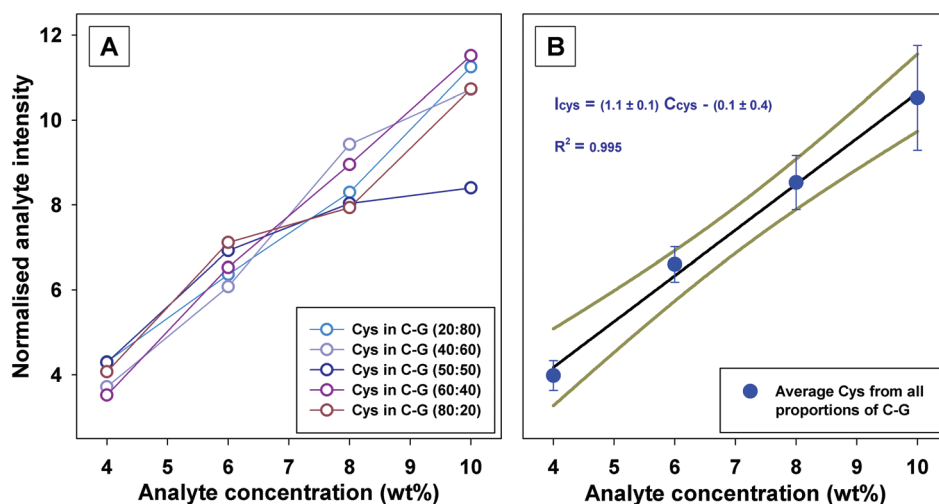 A
Normalised analyte intensity
12
10
8
6
4
Cys in C-G (20:80)
Cys in C-G (40:60)
Cys in C-G (50:50)
Cys in C-G (60:40)
Cys in C-G (80:20)
4 5 6 7 8 9 10
Analyte concentration (wt%)
B
Icys = (1.1 ± 0.1) Ccys - (0.1 ± 0.4)
R² = 0.995
Average Cys from all
proportions of C-G
4 5 6 7 8 9 10
Analyte concentration (wt%)